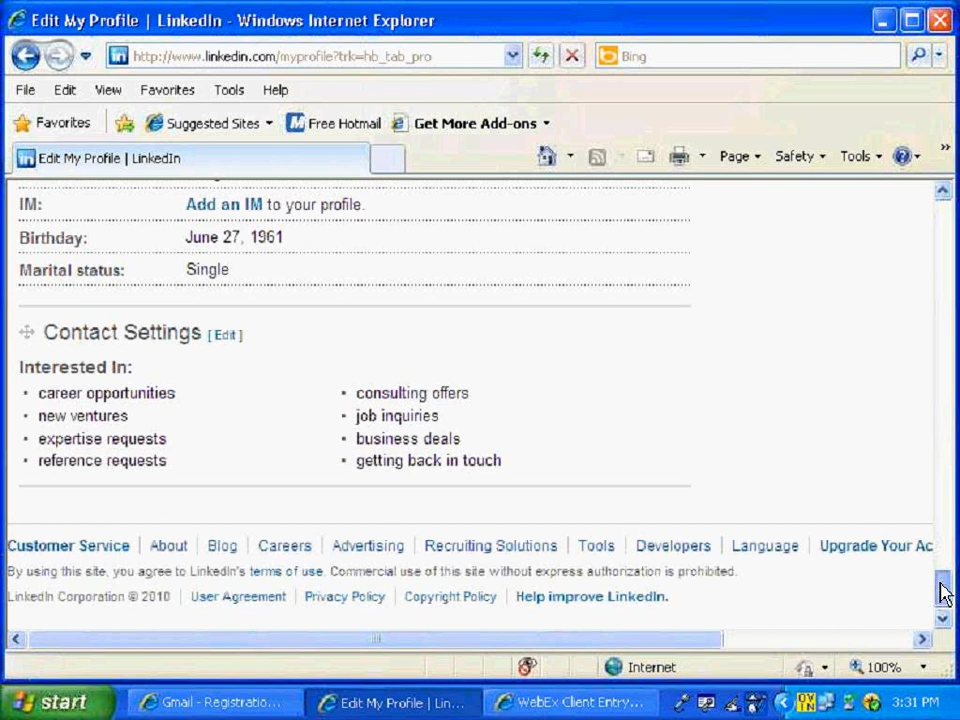 Edit My Profile | LinkedIn - Windows Internet Explorer
http://www.linkedin.com/myprofile?trk=hb_tab_pro
Bing
File Edit View Favorites Tools Help
Favorites Suggested Sites Free Hotmail Get More Add-ons
Edit My Profile | LinkedIn Page Safety Tools
IM: Add an IM to your profile.
Birthday: June 27, 1961
Marital status: Single
Contact Settings [Edit]
Interested In:
• career opportunities • consulting offers
• new ventures • job inquiries
• expertise requests • business deals
• reference requests • getting back in touch
Customer Service | About | Blog | Careers | Advertising | Recruiting Solutions | Tools | Developers | Language | Upgrade Your Ac
By using this site, you agree to LinkedIn's terms of use. Commercial use of this site without express authorization is prohibited.
LinkedIn Corporation © 2010 | User Agreement | Privacy Policy | Copyright Policy | Help improve LinkedIn.
Internet 100%
start Gmail - Registratio... Edit My Profile | Lin... WebEx Client Entry... 3:31 PM